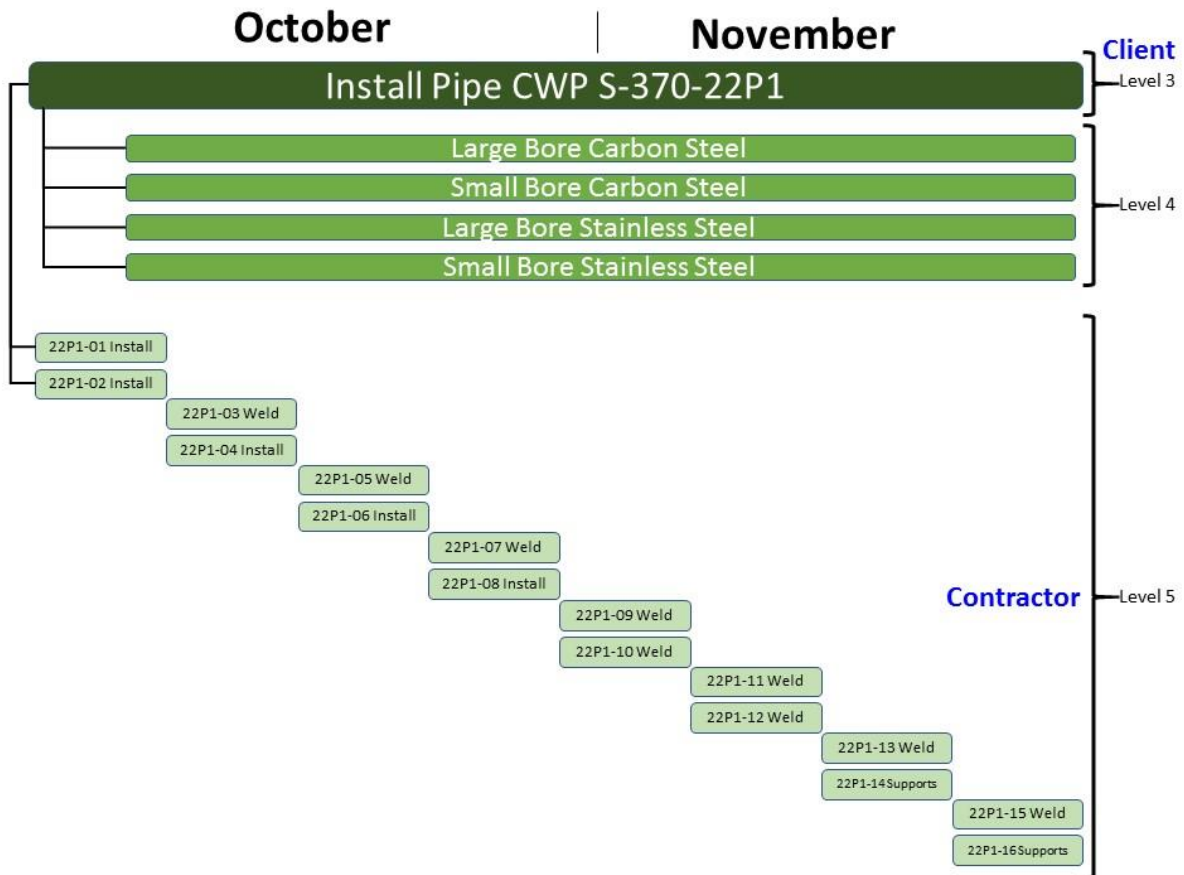 October
November
Client
Install Pipe CWP S-370-22P1
Level 3
Large Bore Carbon Steel
Small Bore Carbon Steel
Large Bore Stainless Steel
Small Bore Stainless Steel
Level 4
22P1-01 Install
22P1-02 Install
22P1-03 Weld
22P1-04 Install
22P1-05 Weld
22P1-06 Install
22P1-07 Weld
22P1-08 Install
22P1-09 Weld
22P1-10 Weld
Contractor
Level 5
22P1-11 Weld
22P1-12 Weld
22P1-13 Weld
22P1-14 Supports
22P1-15 Weld
22P1-16 Supports